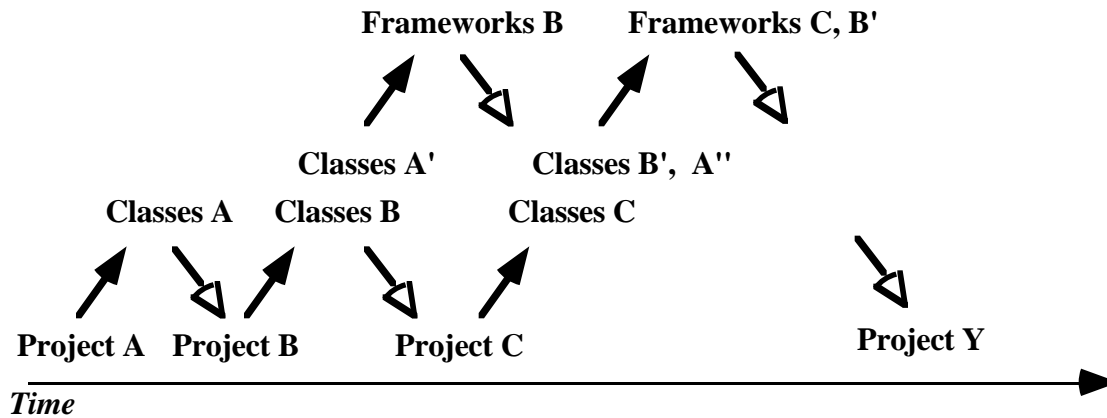 Frameworks B Frameworks C, B'
Classes A' Classes B', A''
Classes A Classes B Classes C
Project A Project B Project C Project Y
Time